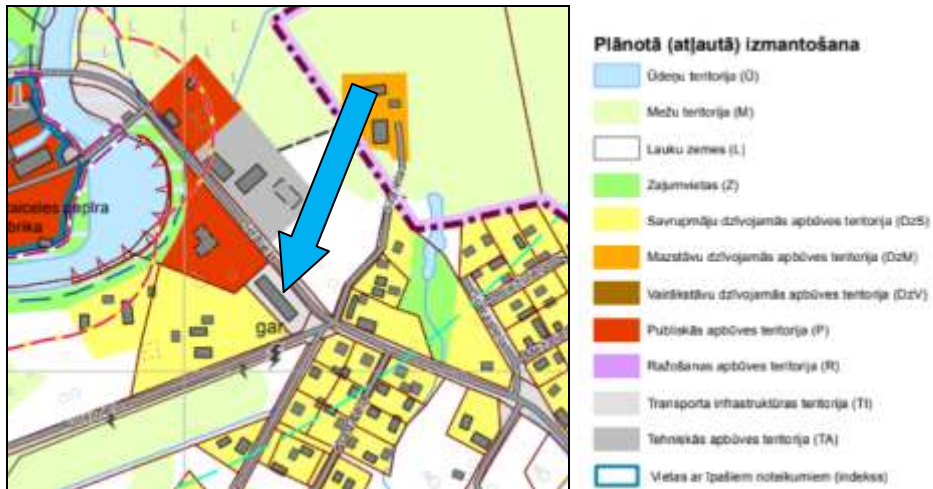 gar
Plānotā (atļautā) izmantošana
Ūdeņu teritorija (Ū)
Mežu teritorija (M)
Lauku zemes (L)
Zaļumvietas (Z)
Savrupmāju dzīvojamās apbūves teritorija (DzS)
Mazstāvu dzīvojamās apbūves teritorija (DzM)
Vairākstāvu dzīvojamās apbūves teritorija (DzV)
Publiskās apbūves teritorija (P)
Ražošanas apbūves teritorija (R)
Transporta infrastruktūras teritorija (TI)
Tehniskās apbūves teritorija (TA)
Vietas ar īpašiem noteikumiem (indekss)